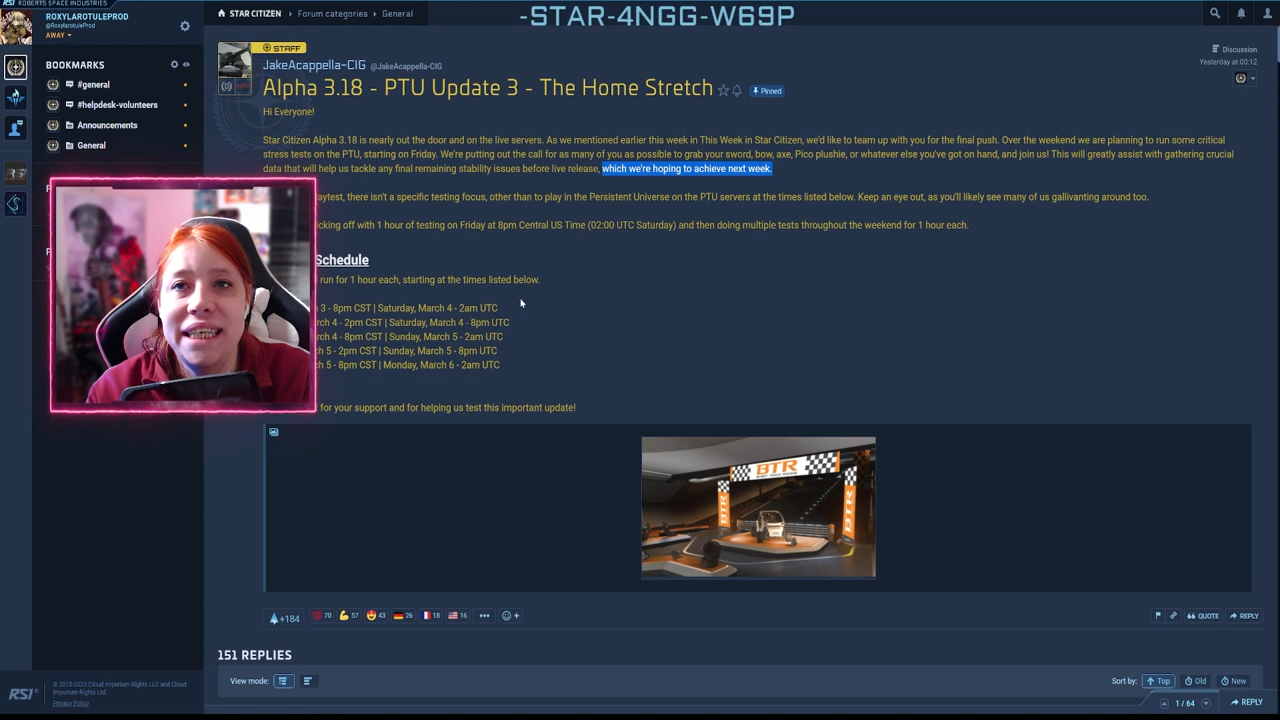 RSI ROBERTS SPACE INDUSTRIES
ROXYLAROTULEPROD
@RoxylarotuleProd
AWAY
BOOKMARKS
#general
#helpdesk-volunteers
Announcements
General
STAR CITIZEN
Forum categories
General
-STAR-4NGG-W69P
STAFF
JakeAcappella-CIG @JakeAcappella-CIG
Discussion
Yesterday at 00:12
Alpha 3.18 - PTU Update 3 - The Home Stretch
Pinned
Hi Everyone!
Star Citizen Alpha 3.18 is nearly out the door and on the live servers. As we mentioned earlier this week in This Week in Star Citizen, we'd like to team up with you for the final push. Over the weekend we are planning to run some critical
stress tests on the PTU, starting on Friday. We're putting out the call for as many of you as possible to grab your sword, bow, axe, Pico plushie, or whatever else you've got on hand, and join us! This will greatly assist with gathering crucial
data that will help us tackle any final remaining stability issues before live release, which we're hoping to achieve next week.
there isn't a specific testing focus, other than to play in the Persistent Universe on the PTU servers at the times listed below. Keep an eye out, as you'll likely see many of us gallivanting around too.
with 1 hour of testing on Friday at 8pm Central US Time (02:00 UTC Saturday) and then doing multiple tests throughout the weekend for 1 hour each.
Schedule
run for 1 hour each, starting at the times listed below.
3 - 8pm CST | Saturday, March 4 - 2am UTC
4 - 2pm CST | Saturday, March 4 - 8pm UTC
4 - 8pm CST | Sunday, March 5 - 2am UTC
5 - 2pm CST | Sunday, March 5 - 8pm UTC
5 - 8pm CST | Monday, March 6 - 2am UTC
for your support and for helping us test this important update!
BTR
+184
70
57
43
26
18
16
QUOTE
REPLY
151 REPLIES
View mode:
Sort by:
Top
Old
New
1 / 64
REPLY
RSI
© 2012-2023 Cloud Imperium Rights LLC and Cloud
Imperium Rights Ltd.
Privacy Policy